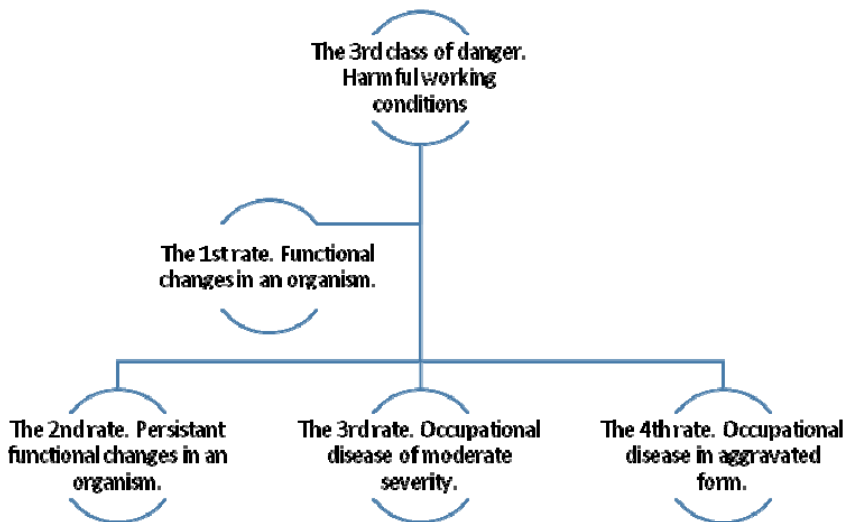 The 3rd class of danger.
Harmful working
conditions
The 1st rate. Functional
changes in an organism.
The 2nd rate. Persistant
functional changes in an
organism.
The 3rd rate. Occupational
disease of moderate
severity.
The 4th rate. Occupational
disease in aggravated
form.